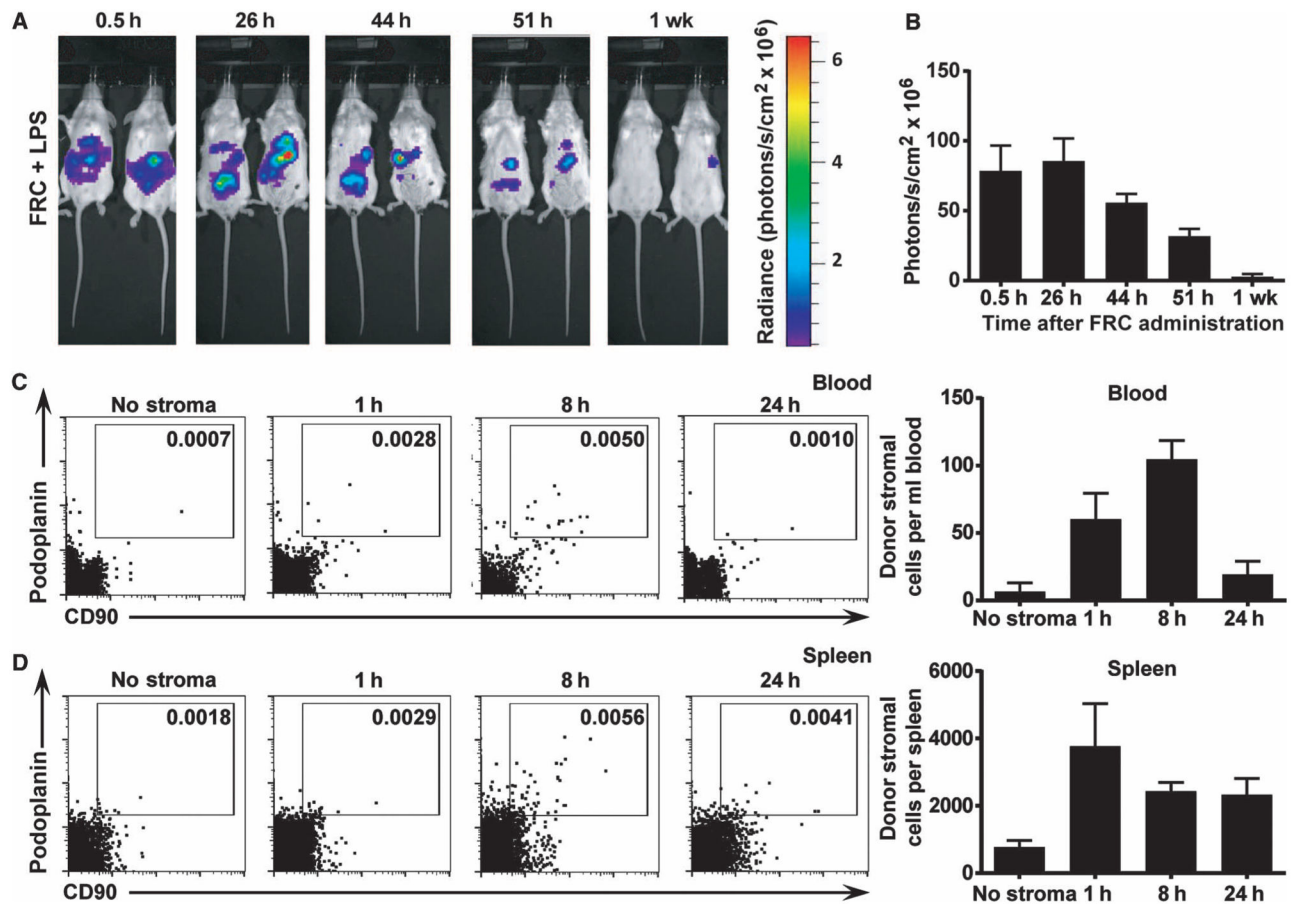 A
0.5 h 26 h 44 h 51 h 1 wk
FRC + LPS
Radiance (photons/s/cm² x 10⁶)
6
4
2
B
Photons/s/cm² x 10⁶
150
100
50
0
0.5 h 26 h 44 h 51 h 1 wk
Time after FRC administration
C
Blood
No stroma 1 h 8 h 24 h
0.0007 0.0028 0.0050 0.0010
Podoplanin
CD90
Blood
Donor stromal
cells per ml blood
150
100
50
0
No stroma 1 h 8 h 24 h
D
Spleen
No stroma 1 h 8 h 24 h
0.0018 0.0029 0.0056 0.0041
Podoplanin
CD90
Spleen
Donor stromal
cells per spleen
6000
4000
2000
0
No stroma 1 h 8 h 24 h